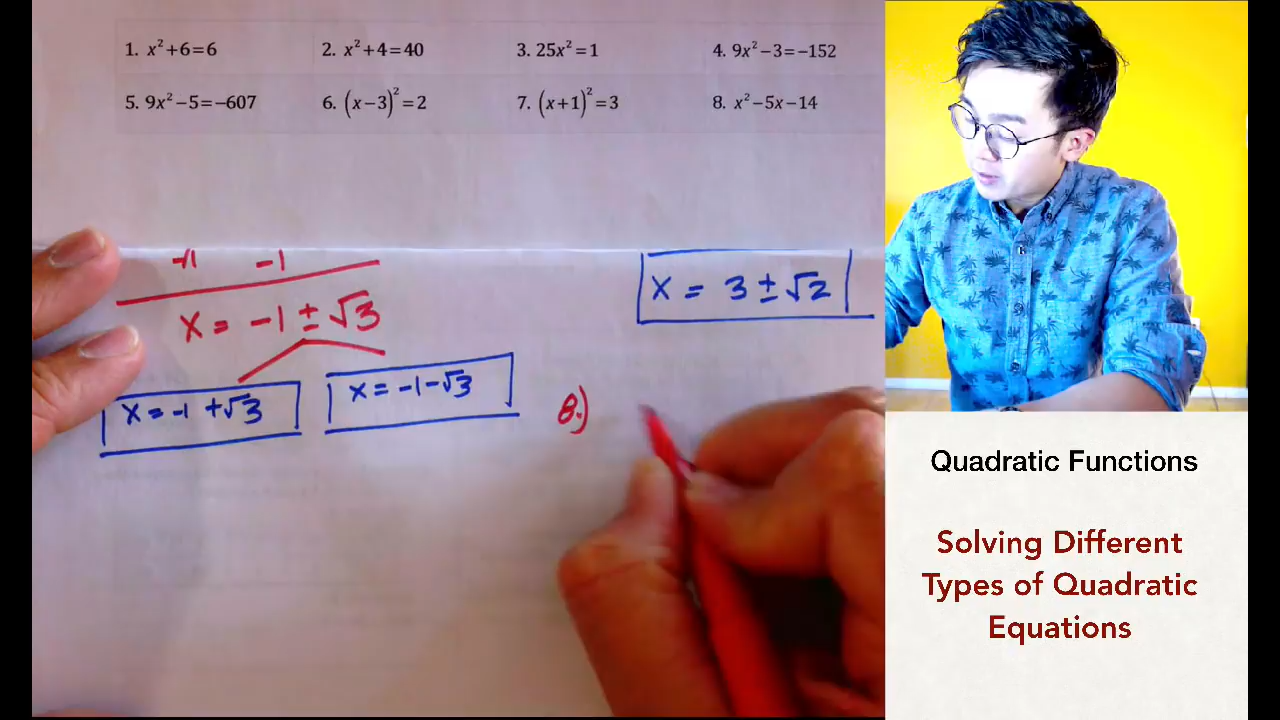 1. x²+6=6 2. x²+4=40 3. 25x²=1 4. 9x²−3=−152
5. 9x²−5=−607 6. (x−3)²=2 7. (x+1)²=3 8. x²−5x−14
-1 -1
x = -1 ± √3
x = -1 + √3 x = -1 - √3
x = 3 ± √2
8.)
Quadratic Functions
Solving Different
Types of Quadratic
Equations